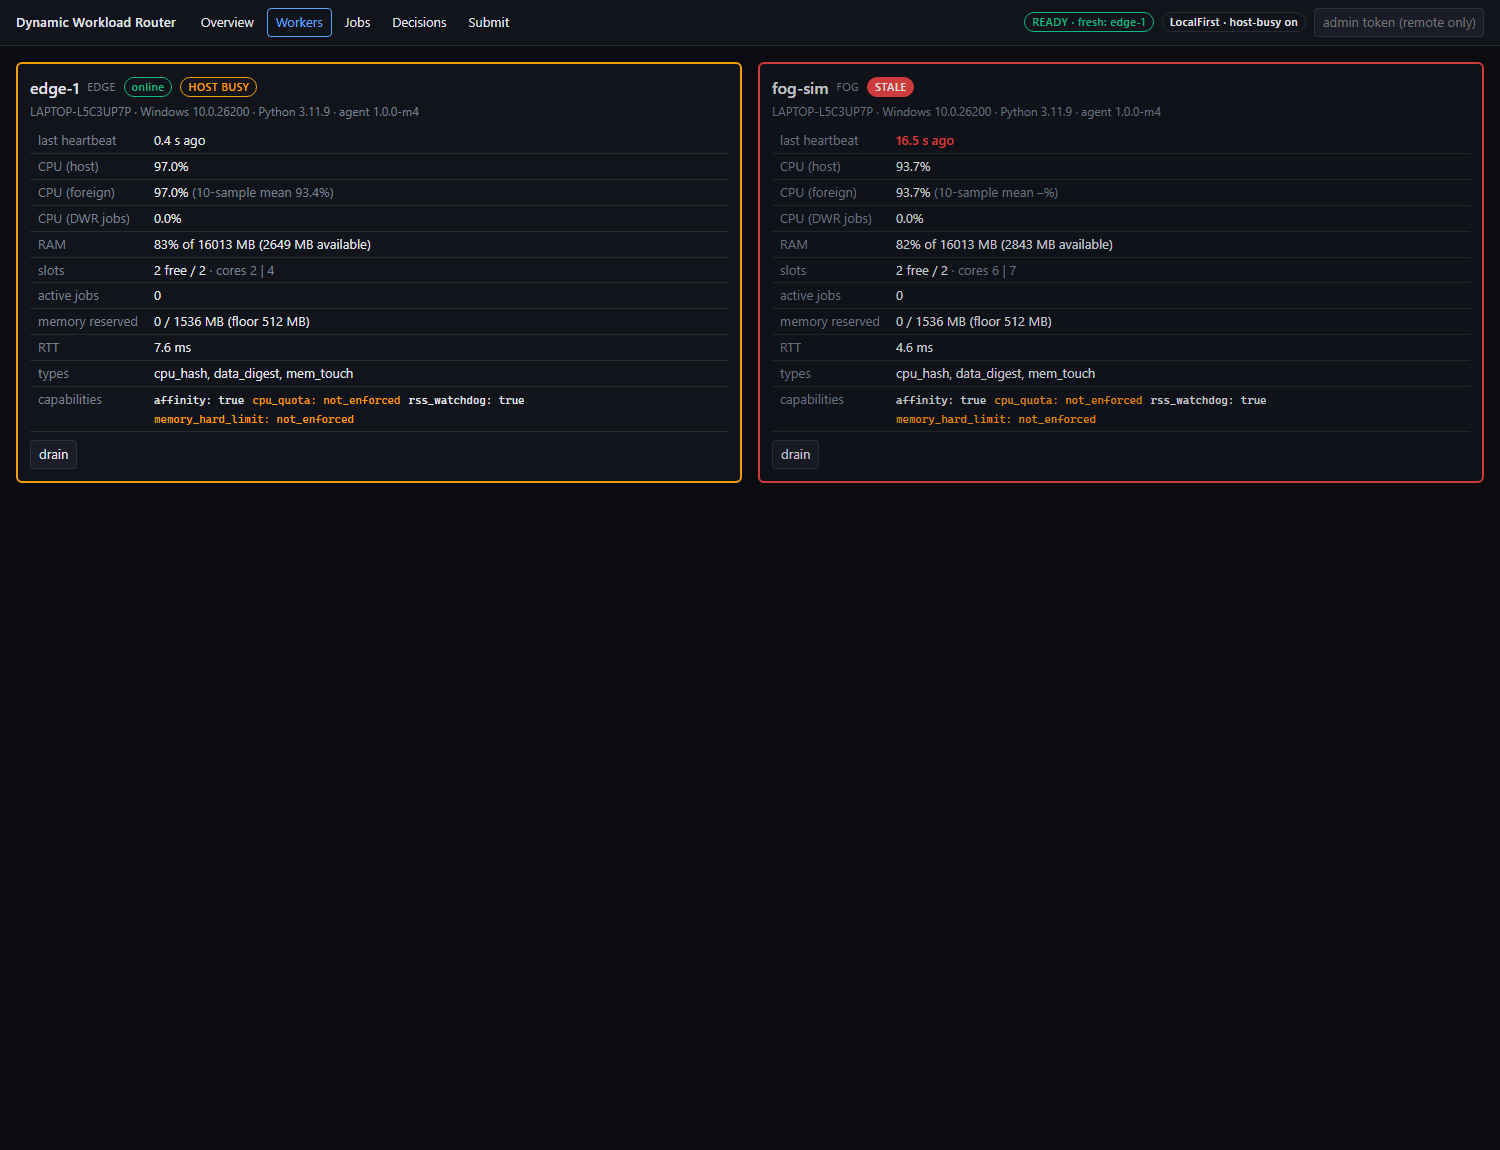 Dynamic Workload Router Overview Workers Jobs Decisions Submit READY · fresh: edge-1 LocalFirst · host-busy on admin token (remote only)
edge-1 EDGE online HOST BUSY
LAPTOP-L5C3UP7P · Windows 10.0.26200 · Python 3.11.9 · agent 1.0.0-m4
last heartbeat 0.4 s ago
CPU (host) 97.0%
CPU (foreign) 97.0% (10-sample mean 93.4%)
CPU (DWR jobs) 0.0%
RAM 83% of 16013 MB (2649 MB available)
slots 2 free / 2 · cores 2 | 4
active jobs 0
memory reserved 0 / 1536 MB (floor 512 MB)
RTT 7.6 ms
types cpu_hash, data_digest, mem_touch
capabilities affinity: true cpu_quota: not_enforced rss_watchdog: true
memory_hard_limit: not_enforced
drain
fog-sim FOG STALE
LAPTOP-L5C3UP7P · Windows 10.0.26200 · Python 3.11.9 · agent 1.0.0-m4
last heartbeat 16.5 s ago
CPU (host) 93.7%
CPU (foreign) 93.7% (10-sample mean –%)
CPU (DWR jobs) 0.0%
RAM 82% of 16013 MB (2843 MB available)
slots 2 free / 2 · cores 6 | 7
active jobs 0
memory reserved 0 / 1536 MB (floor 512 MB)
RTT 4.6 ms
types cpu_hash, data_digest, mem_touch
capabilities affinity: true cpu_quota: not_enforced rss_watchdog: true
memory_hard_limit: not_enforced
drain